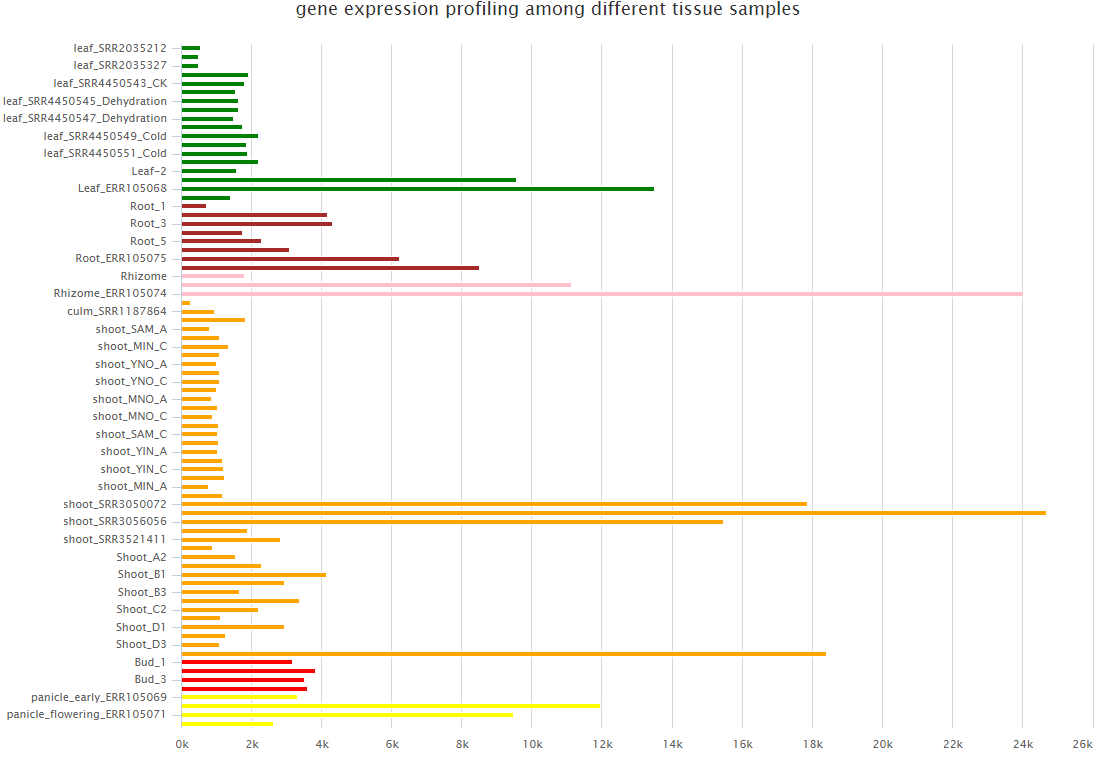 gene expression profiling among different tissue samples
leaf_SRR2035212
leaf_SRR2035327
leaf_SRR4450543_CK
leaf_SRR4450545_Dehydration
leaf_SRR4450547_Dehydration
leaf_SRR4450549_Cold
leaf_SRR4450551_Cold
Leaf-2
Leaf_ERR105068
Root_1
Root_3
Root_5
Root_ERR105075
Rhizome
Rhizome_ERR105074
culm_SRR1187864
shoot_SAM_A
shoot_MIN_C
shoot_YNO_A
shoot_YNO_C
shoot_MNO_A
shoot_MNO_C
shoot_SAM_C
shoot_YIN_A
shoot_YIN_C
shoot_MIN_A
shoot_SRR3050072
shoot_SRR3056056
shoot_SRR3521411
Shoot_A2
Shoot_B1
Shoot_B3
Shoot_C2
Shoot_D1
Shoot_D3
Bud_1
Bud_3
panicle_early_ERR105069
panicle_flowering_ERR105071
0k 2k 4k 6k 8k 10k 12k 14k 16k 18k 20k 22k 24k 26k